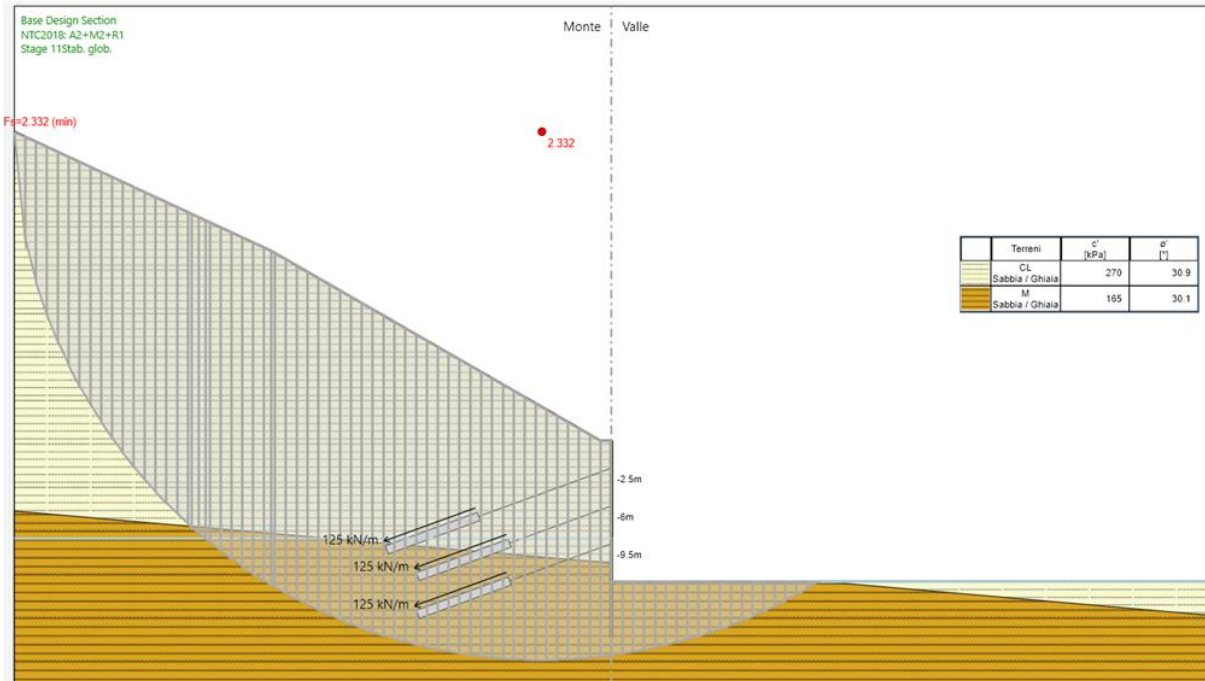 Base Design Section
NTC2018: A2+M2+R1
Stage 11Stab. glob.
Monte
Valle
Fs=2.332 (min)
2.332
Terreni c' ø'
[kPa] [°]
CL
Sabbia / Ghiaia 270 30.9
M
Sabbia / Ghiaia 165 30.1
-2.5m
-6m
-9.5m
125 kN/m
125 kN/m
125 kN/m